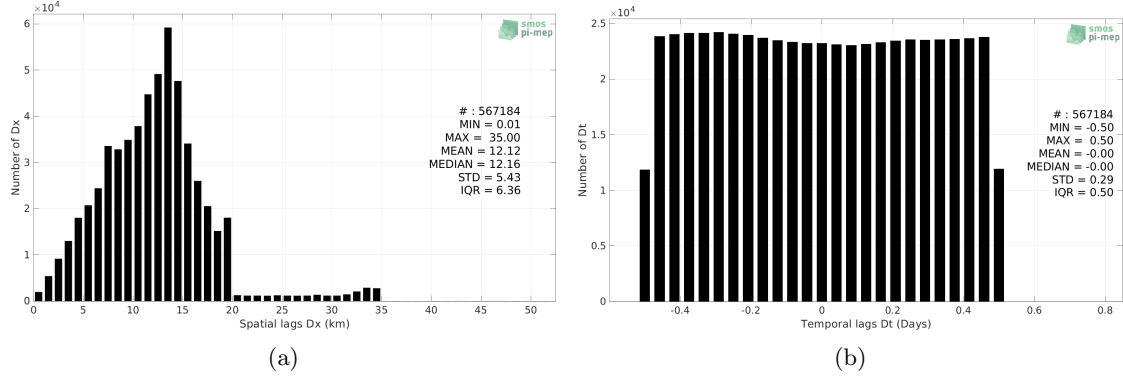 ×10⁴
6
5
4
3
2
1
0
Number of Dx
0 5 10 15 20 25 30 35 40 45 50
Spatial lags Dx (km)
smos
pi-mep
# : 567184
MIN = 0.01
MAX = 35.00
MEAN = 12.12
MEDIAN = 12.16
STD = 5.43
IQR = 6.36
(a)
×10⁴
2.5
2
1.5
1
0.5
0
Number of Dt
-0.4 -0.2 0 0.2 0.4 0.6 0.8
Temporal lags Dt (Days)
smos
pi-mep
# : 567184
MIN = -0.50
MAX = 0.50
MEAN = -0.00
MEDIAN = -0.00
STD = 0.29
IQR = 0.50
(b)